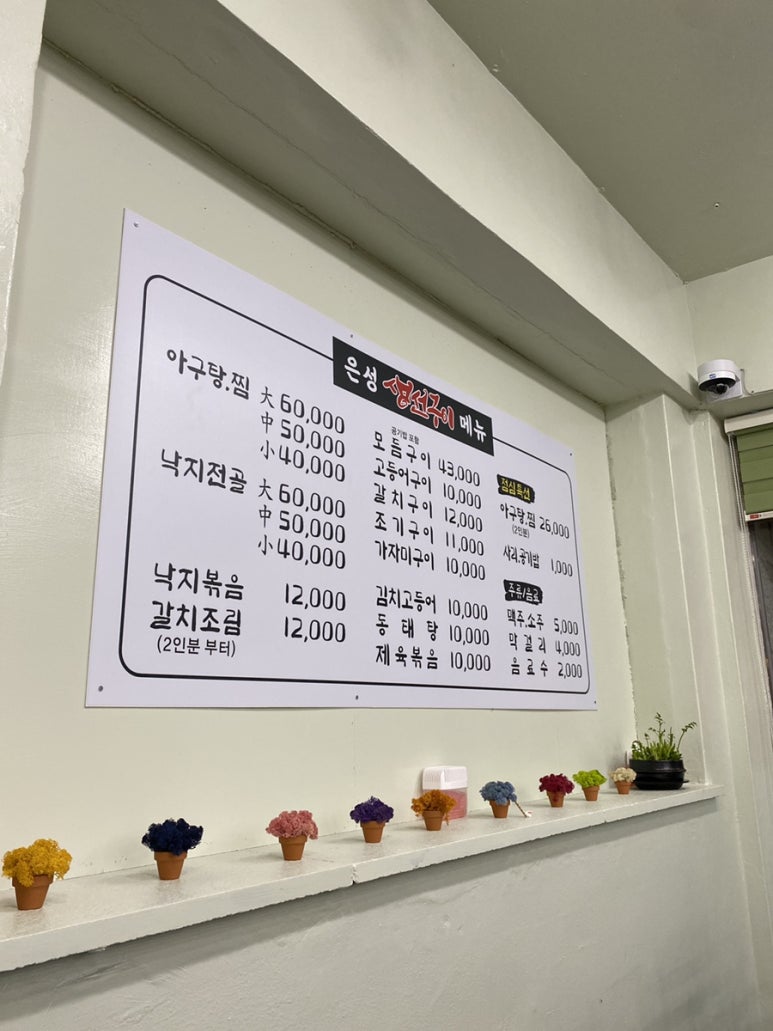 은성 생선구이 메뉴
아구탕.찜 大 60,000
中 50,000
小 40,000
낙지전골 大 60,000
中 50,000
小 40,000
낙지볶음 12,000
갈치조림 12,000
(2인분 부터)
공기밥 포함
모듬구이 43,000
고등어구이 10,000
갈치구이 12,000
조기구이 11,000
가자미구이 10,000
김치고등어 10,000
동태탕 10,000
제육볶음 10,000
점심특선
아구탕.찜 26,000
(2인분)
사리.공기밥 1,000
주류/음료
맥주.소주 5,000
막걸리 4,000
음료수 2,000